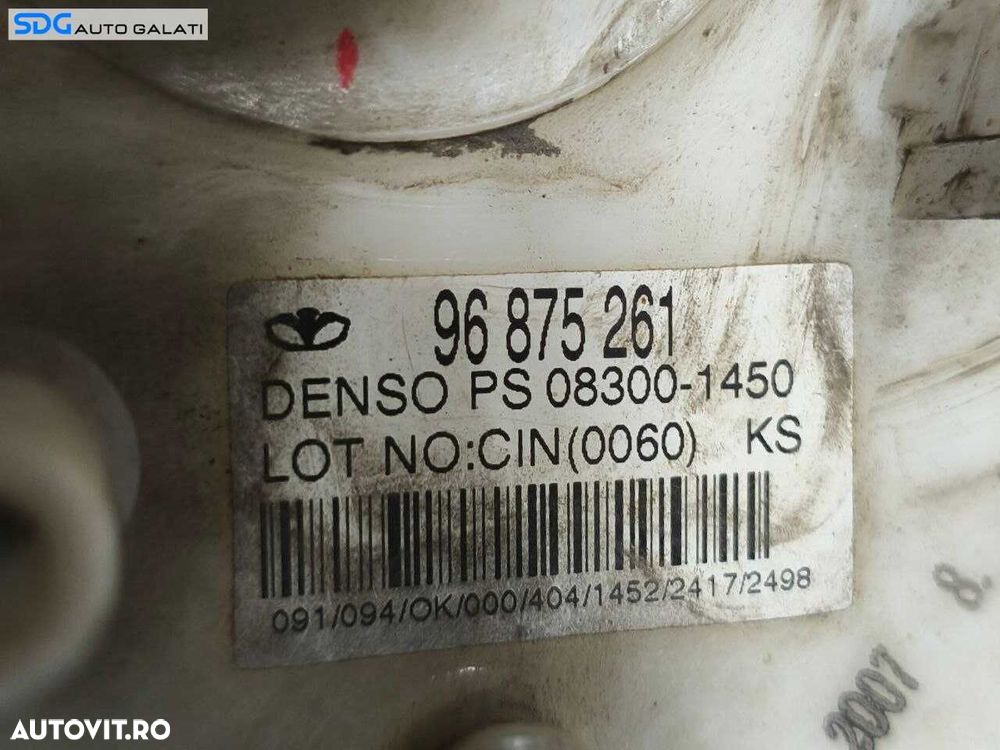 SDG AUTO GALATI
96 875 261
DENSO PS 08300-1450
LOT NO:CIN(0060) KS
091/094/OK/000/404/1452/2417/2498
2007 8.
AUTOVIT.RO